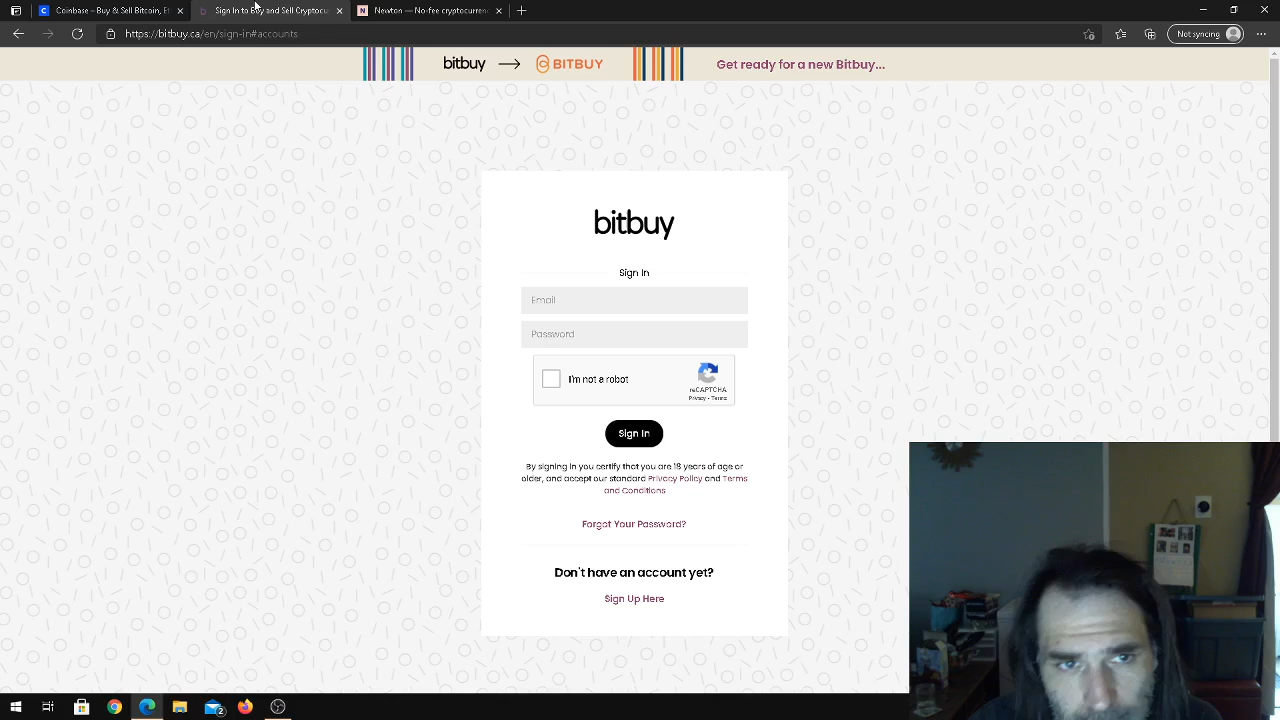 Coinbase – Buy & Sell Bitcoin, Et
Sign In to Buy and Sell Cryptocur
Newton — No-fee cryptocurrenc
https://bitbuy.ca/en/sign-in#accounts
Not syncing
bitbuy
BITBUY
Get ready for a new Bitbuy...
bitbuy
Sign In
Email
Password
I'm not a robot
reCAPTCHA
Privacy - Terms
Sign In
By signing in you certify that you are 18 years of age or
older, and accept our standard Privacy Policy and Terms
and Conditions
Forgot Your Password?
Don't have an account yet?
Sign Up Here
2